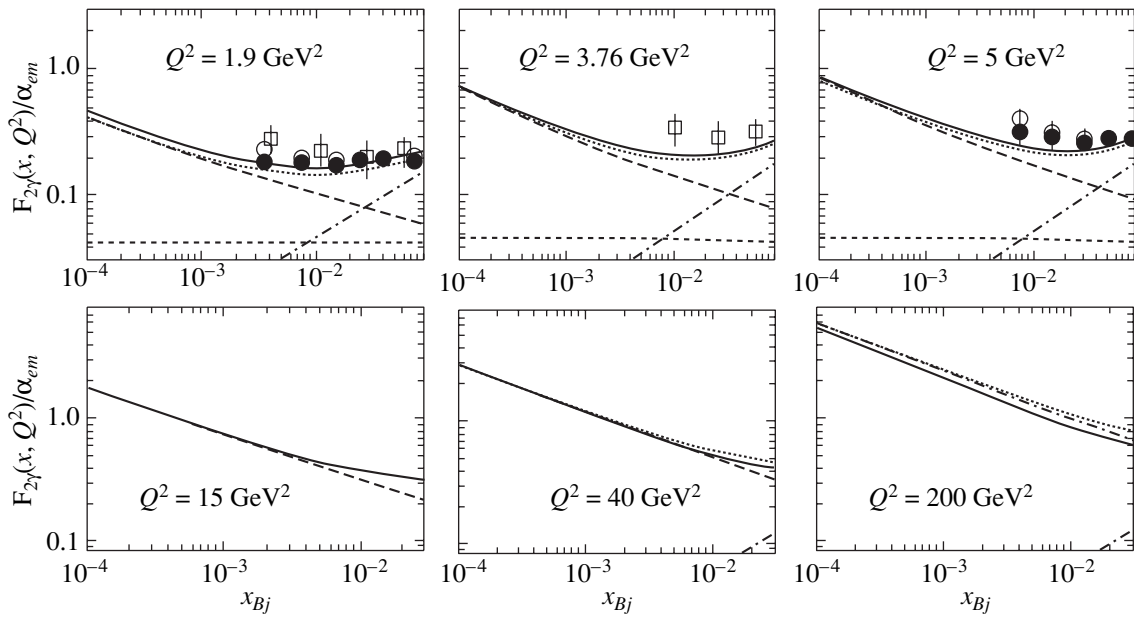 Q² = 1.9 GeV²
Q² = 3.76 GeV²
Q² = 5 GeV²
F₂γ(x, Q²)/αₑₘ
1.0
0.1
10⁻⁴ 10⁻³ 10⁻² 10⁻⁴ 10⁻³ 10⁻² 10⁻⁴ 10⁻³ 10⁻²
F₂γ(x, Q²)/αₑₘ
1.0
0.1
Q² = 15 GeV²
Q² = 40 GeV²
Q² = 200 GeV²
10⁻⁴ 10⁻³ 10⁻² 10⁻⁴ 10⁻³ 10⁻² 10⁻⁴ 10⁻³ 10⁻²
x_Bj x_Bj x_Bj